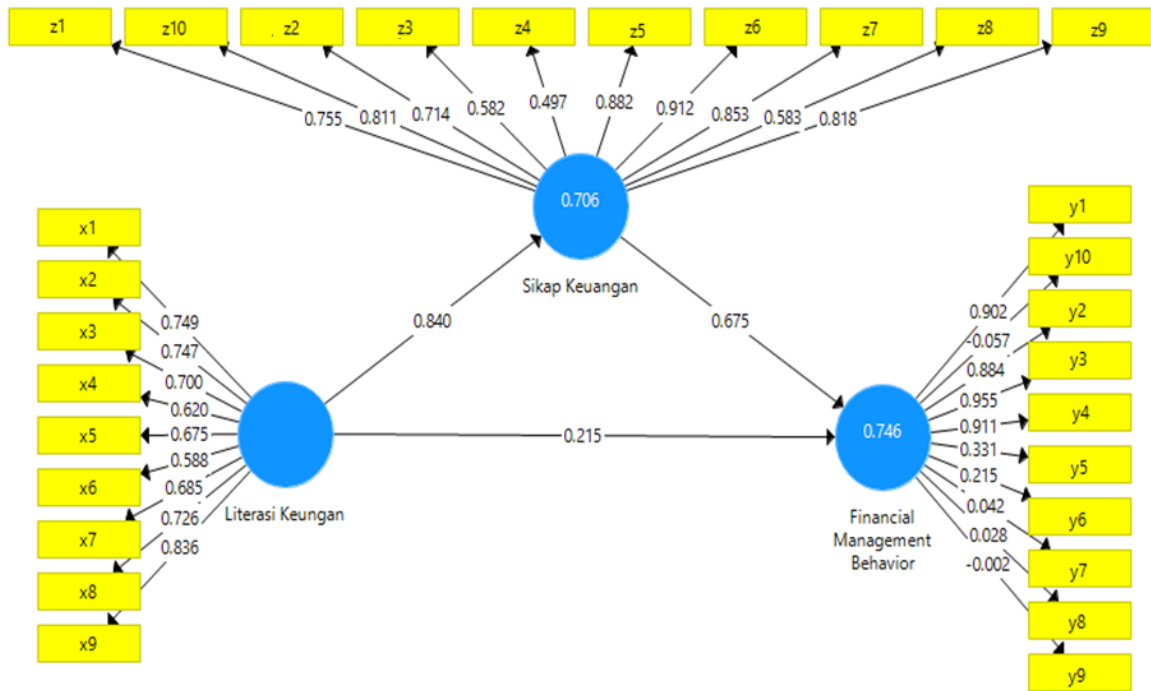 z1 z10 z2 z3 z4 z5 z6 z7 z8 z9
0.755 0.811 0.714 0.582 0.497 0.882 0.912 0.853 0.583 0.818
0.706
Sikap Keuangan
x1
x2
x3
x4
x5
x6
x7
x8
x9
0.749
0.747
0.700
0.620
0.675
0.588
0.685
0.726
0.836
Literasi Keungan
0.840
0.675
0.215
0.746
Financial
Management
Behavior
0.902
-0.057
0.884
0.955
0.911
0.331
0.215
0.042
0.028
-0.002
y1
y10
y2
y3
y4
y5
y6
y7
y8
y9